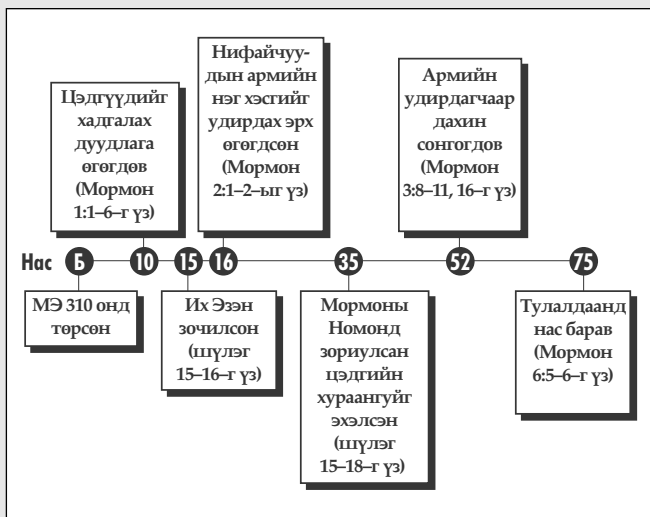 Цэдгүүдийг
хадгалах
дуудлага
өгөгдөв
(Мормон
1:1–6–г үз)
Нифайчуу-
дын армийн
нэг хэсгийг
удирдах эрх
өгөгдсөн
(Мормон
2:1–2–ыг үз)
Армийн
удирдагчаар
дахин
сонгогдов
(Мормон
3:8–11, 16–г үз)
Нас Б 10 15 16 35 52 75
МЭ 310 онд
төрсөн
Их Эзэн
зочилсон
(шүлэг
15–16–г үз)
Мормоны
Номонд
зориулсан
цэдгийн
хураангуйг
эхэлсэн
(шүлэг
15–18–г үз)
Тулалдаанд
нас барав
(Мормон
6:5–6–г үз)